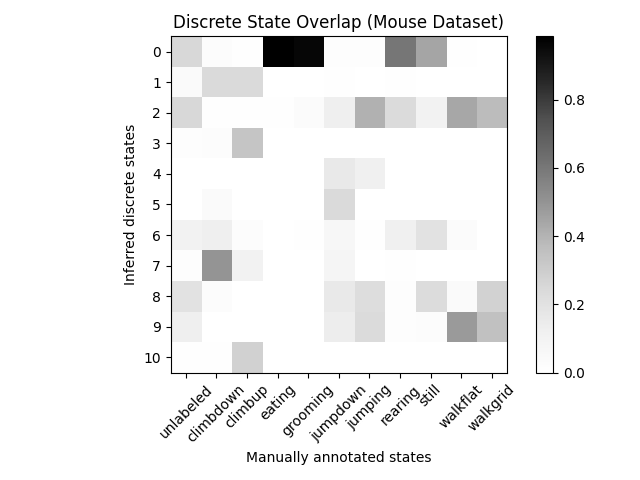 Discrete State Overlap (Mouse Dataset)
Inferred discrete states
0
1
2
3
4
5
6
7
8
9
10
unlabeled
climbdown
climbup
eating
grooming
jumpdown
jumping
rearing
still
walkflat
walkgrid
Manually annotated states
0.8
0.6
0.4
0.2
0.0